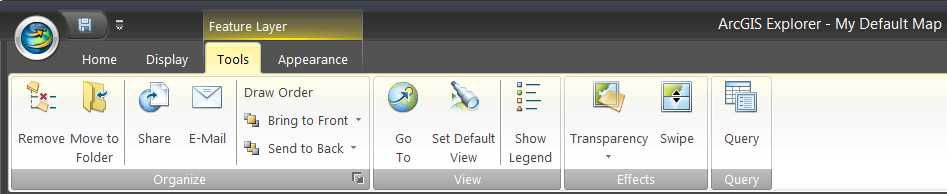 Feature Layer
ArcGIS Explorer - My Default Map
Home Display Tools Appearance
Remove
Move to
Folder
Share
E-Mail
Draw Order
Bring to Front
Send to Back
Go
To
Set Default
View
Show
Legend
Transparency
Swipe
Query
Organize
View
Effects
Query